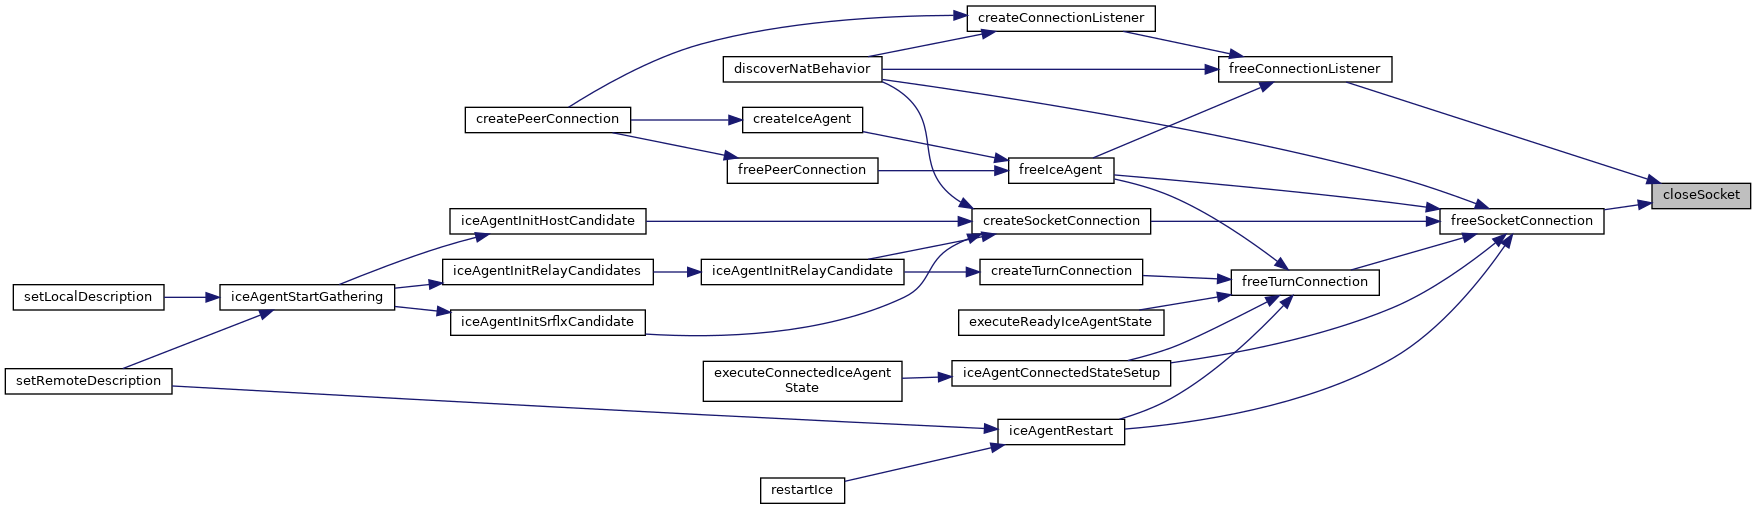 createConnectionListener
discoverNatBehavior
freeConnectionListener
createPeerConnection
createIceAgent
freePeerConnection
freeIceAgent
closeSocket
iceAgentInitHostCandidate
createSocketConnection
freeSocketConnection
iceAgentInitRelayCandidates
iceAgentInitRelayCandidate
createTurnConnection
freeTurnConnection
setLocalDescription
iceAgentStartGathering
iceAgentInitSrflxCandidate
executeReadyIceAgentState
setRemoteDescription
executeConnectedIceAgent
State
iceAgentConnectedStateSetup
iceAgentRestart
restartIce